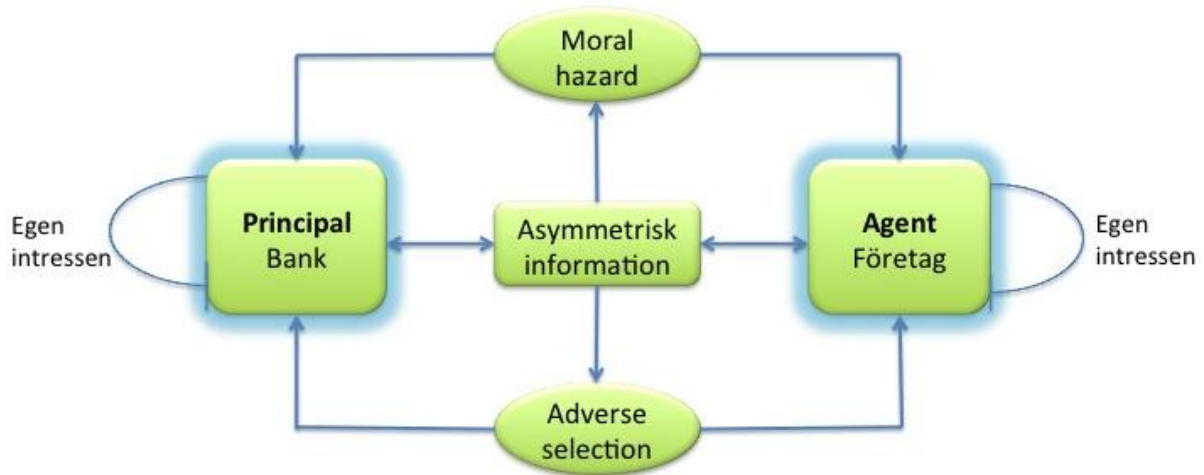 Moral
hazard
Egen
intressen
Principal
Bank
Asymmetrisk
information
Agent
Företag
Egen
intressen
Adverse
selection